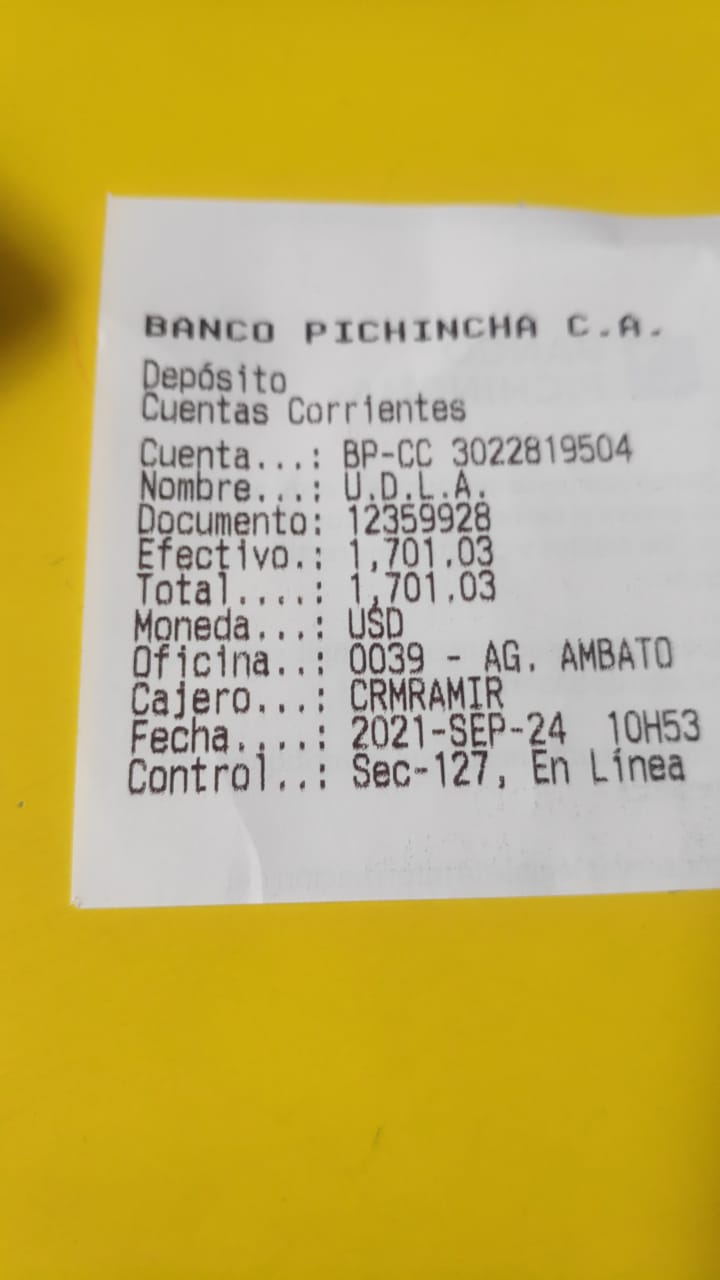 BANCO PICHINCHA C.A.
Depósito
Cuentas Corrientes
Cuenta...: BP-CC 3022819504
Nombre...: U.D.L.A.
Documento: 12359928
Efectivo.: 1,701.03
Total....: 1,701.03
Moneda...: USD
Oficina..: 0039 - AG. AMBATO
Cajero...: CRMRAMIR
Fecha....: 2021-SEP-24 10H53
Control..: Sec-127, En Línea